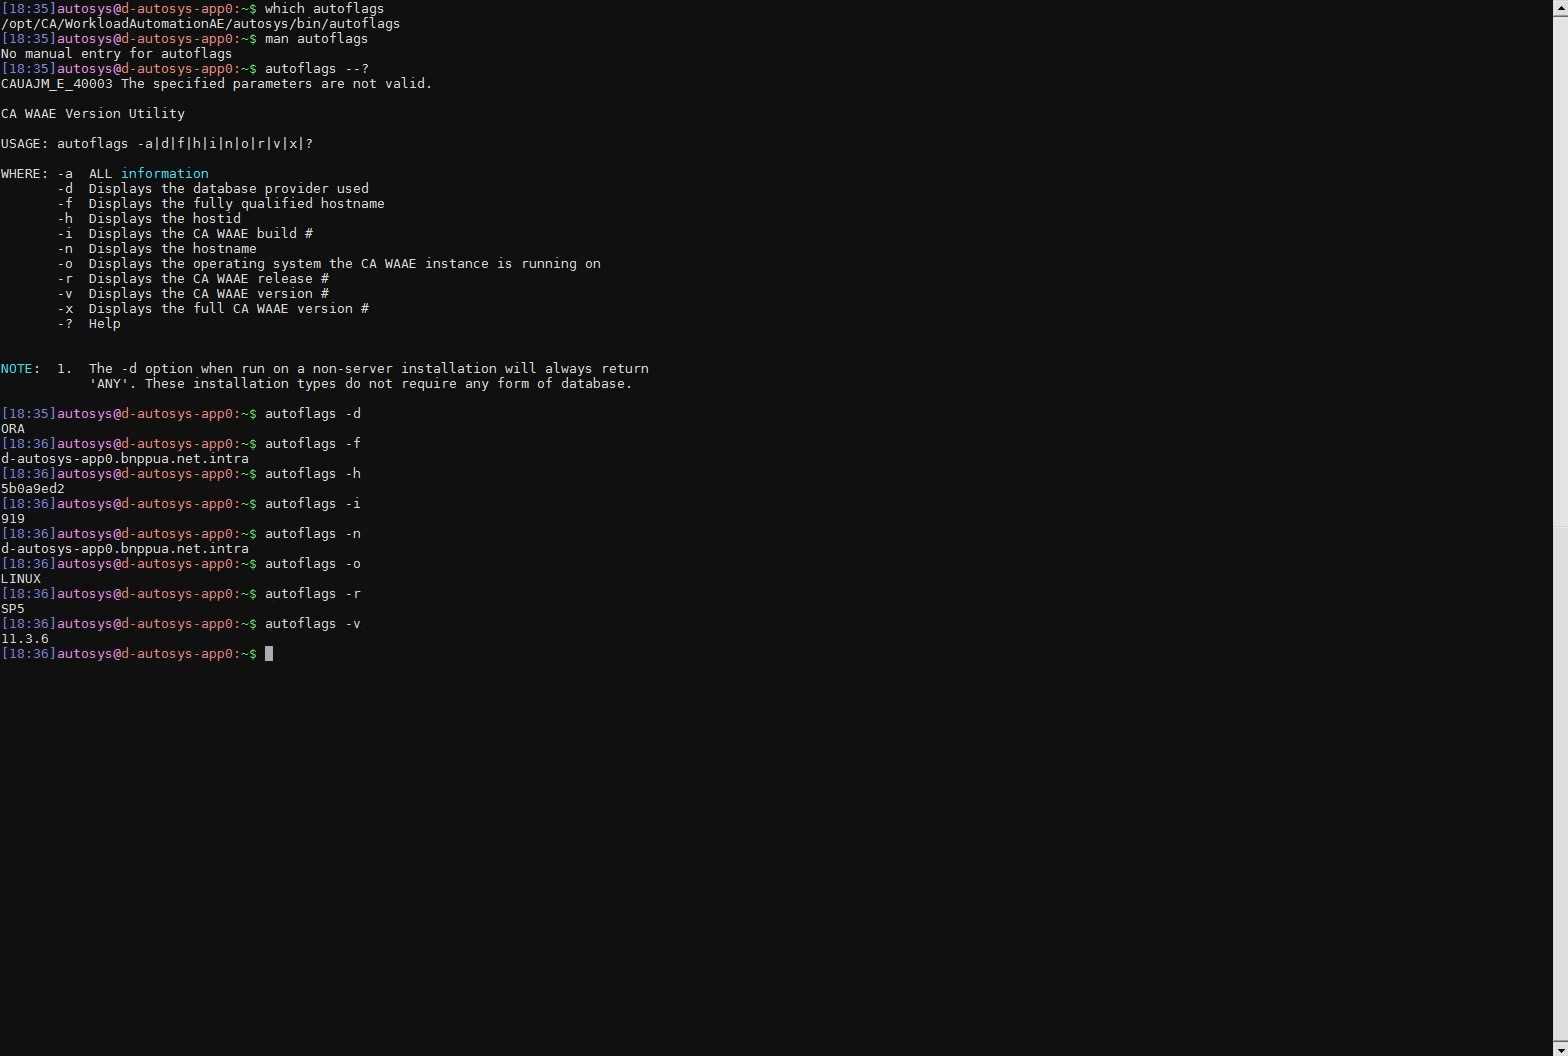 [18:35]autosys@d-autosys-app0:~$ which autoflags
/opt/CA/WorkloadAutomationAE/autosys/bin/autoflags
[18:35]autosys@d-autosys-app0:~$ man autoflags
No manual entry for autoflags
[18:35]autosys@d-autosys-app0:~$ autoflags --?
CAUAJM_E_40003 The specified parameters are not valid.

CA WAAE Version Utility

USAGE: autoflags -a|d|f|h|i|n|o|r|v|x|?

WHERE: -a  ALL information
       -d  Displays the database provider used
       -f  Displays the fully qualified hostname
       -h  Displays the hostid
       -i  Displays the CA WAAE build #
       -n  Displays the hostname
       -o  Displays the operating system the CA WAAE instance is running on
       -r  Displays the CA WAAE release #
       -v  Displays the CA WAAE version #
       -x  Displays the full CA WAAE version #
       -?  Help

NOTE:  1.  The -d option when run on a non-server installation will always return
           'ANY'. These installation types do not require any form of database.

[18:35]autosys@d-autosys-app0:~$ autoflags -d
ORA
[18:36]autosys@d-autosys-app0:~$ autoflags -f
d-autosys-app0.bnppua.net.intra
[18:36]autosys@d-autosys-app0:~$ autoflags -h
5b0a9ed2
[18:36]autosys@d-autosys-app0:~$ autoflags -i
919
[18:36]autosys@d-autosys-app0:~$ autoflags -n
d-autosys-app0.bnppua.net.intra
[18:36]autosys@d-autosys-app0:~$ autoflags -o
LINUX
[18:36]autosys@d-autosys-app0:~$ autoflags -r
SP5
[18:36]autosys@d-autosys-app0:~$ autoflags -v
11.3.6
[18:36]autosys@d-autosys-app0:~$